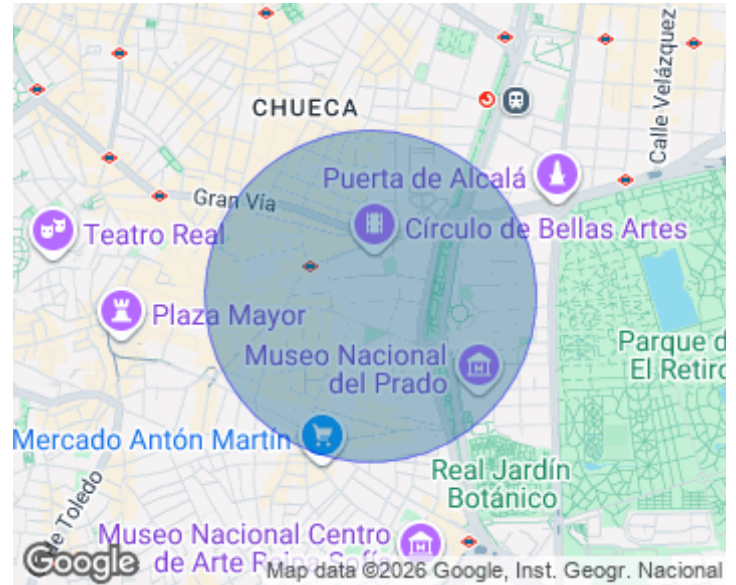 Calle Velázquez
CHUECA
Puerta de Alcalá
Gran Vía
Teatro Real
Círculo de Bellas Artes
Plaza Mayor
Museo Nacional
del Prado
Parque d
El Retiro
Mercado Antón Martín
Real Jardín
Botánico
de Toledo
Museo Nacional Centro
de Arte Reina Sofía
Google
Map data ©2026 Google, Inst. Geogr. Nacional